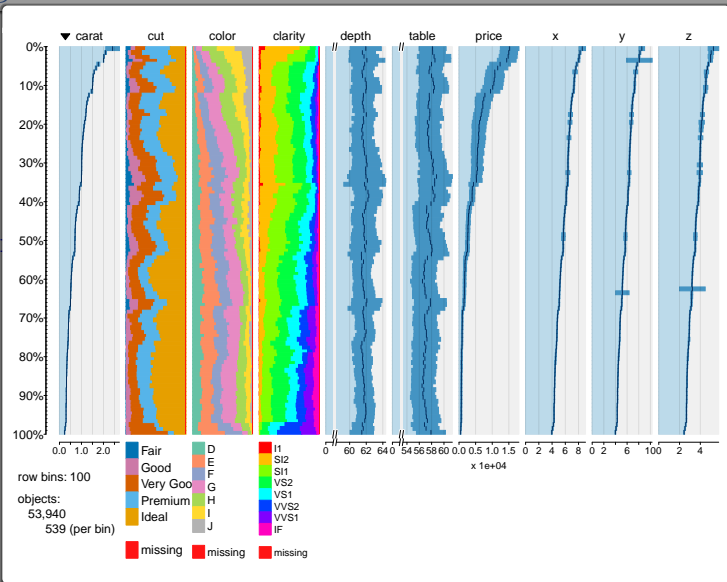 carat cut color clarity depth table price x y z
0%
10%
20%
30%
40%
50%
60%
70%
80%
90%
100%
0.0 1.0 2.0 0 60 62 64 54 56 58 60 0.0 0.5 1.0 1.5 0 2 4 6 8 0 2 6 100 2 4
x 1e+04
row bins: 100
objects:
53,940
539 (per bin)
Fair
Good
Very Goo
Premium
Ideal
missing
D
E
F
G
H
I
J
missing
I1
SI2
SI1
VS2
VS1
VVS2
VVS1
IF
missing